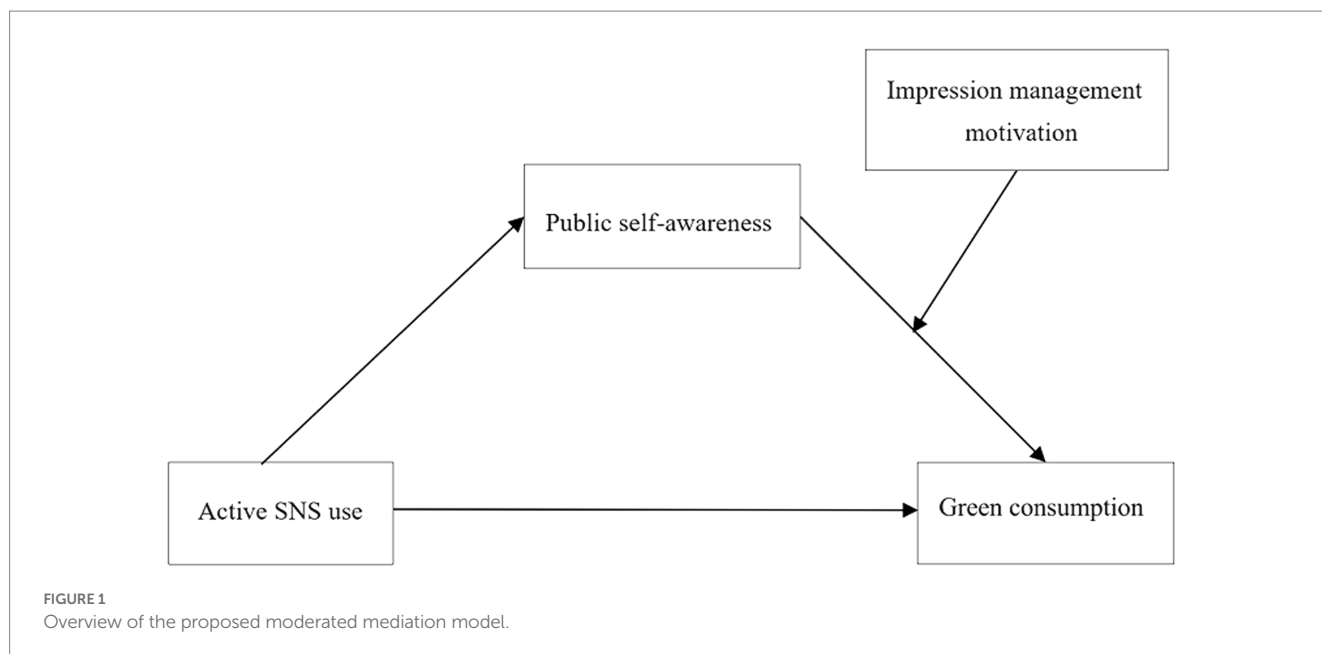 Impression management
motivation
Public self-awareness
Active SNS use
Green consumption
FIGURE 1
Overview of the proposed moderated mediation model.